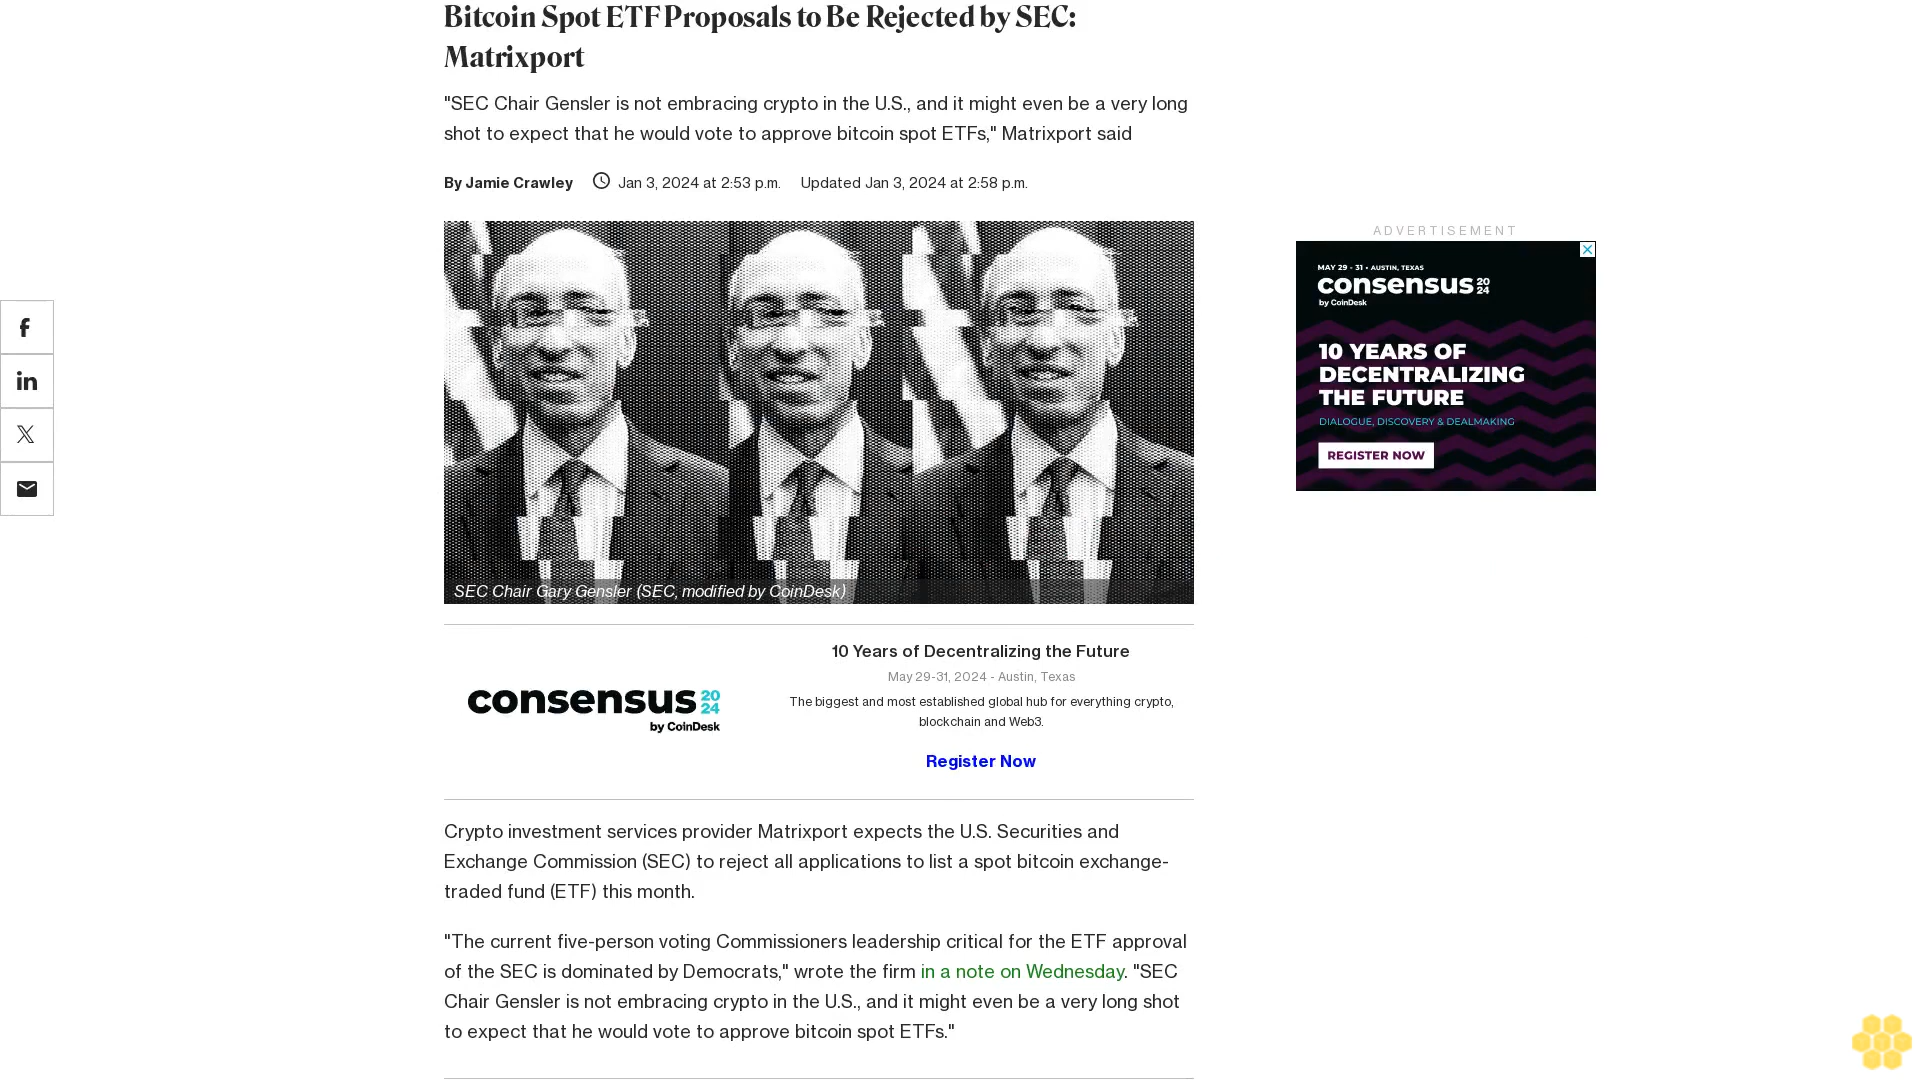 Bitcoin Spot ETF Proposals to Be Rejected by SEC:
Matrixport
"SEC Chair Gensler is not embracing crypto in the U.S., and it might even be a very long
shot to expect that he would vote to approve bitcoin spot ETFs," Matrixport said
By Jamie Crawley Jan 3, 2024 at 2:53 p.m. Updated Jan 3, 2024 at 2:58 p.m.
SEC Chair Gary Gensler (SEC, modified by CoinDesk)
ADVERTISEMENT
MAY 29 - 31 • AUSTIN, TEXAS
consensus 2024
by CoinDesk
10 YEARS OF
DECENTRALIZING
THE FUTURE
DIALOGUE, DISCOVERY & DEALMAKING
REGISTER NOW
consensus 2024
by CoinDesk
10 Years of Decentralizing the Future
May 29-31, 2024 - Austin, Texas
The biggest and most established global hub for everything crypto,
blockchain and Web3.
Register Now
Crypto investment services provider Matrixport expects the U.S. Securities and
Exchange Commission (SEC) to reject all applications to list a spot bitcoin exchange-
traded fund (ETF) this month.
"The current five-person voting Commissioners leadership critical for the ETF approval
of the SEC is dominated by Democrats," wrote the firm in a note on Wednesday. "SEC
Chair Gensler is not embracing crypto in the U.S., and it might even be a very long shot
to expect that he would vote to approve bitcoin spot ETFs."